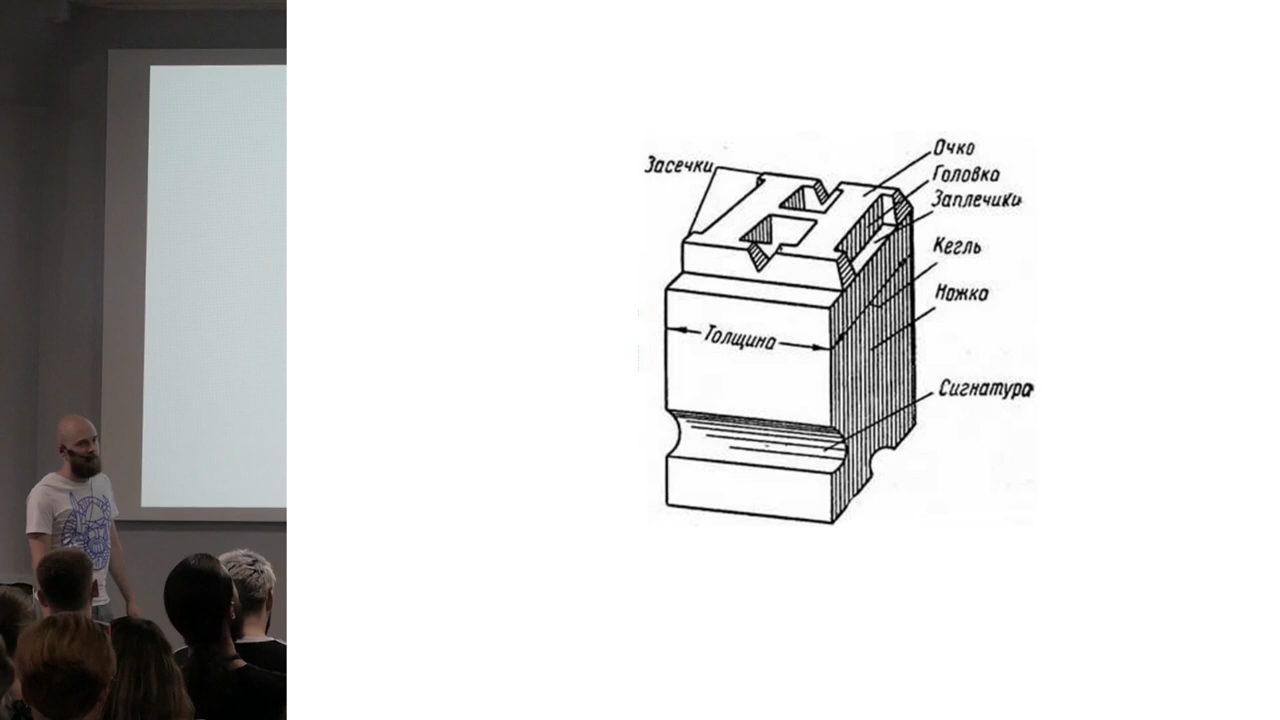 Засечки
Очко
Головка
Заплечики
Кегль
Ножка
Толщина
Сигнатура